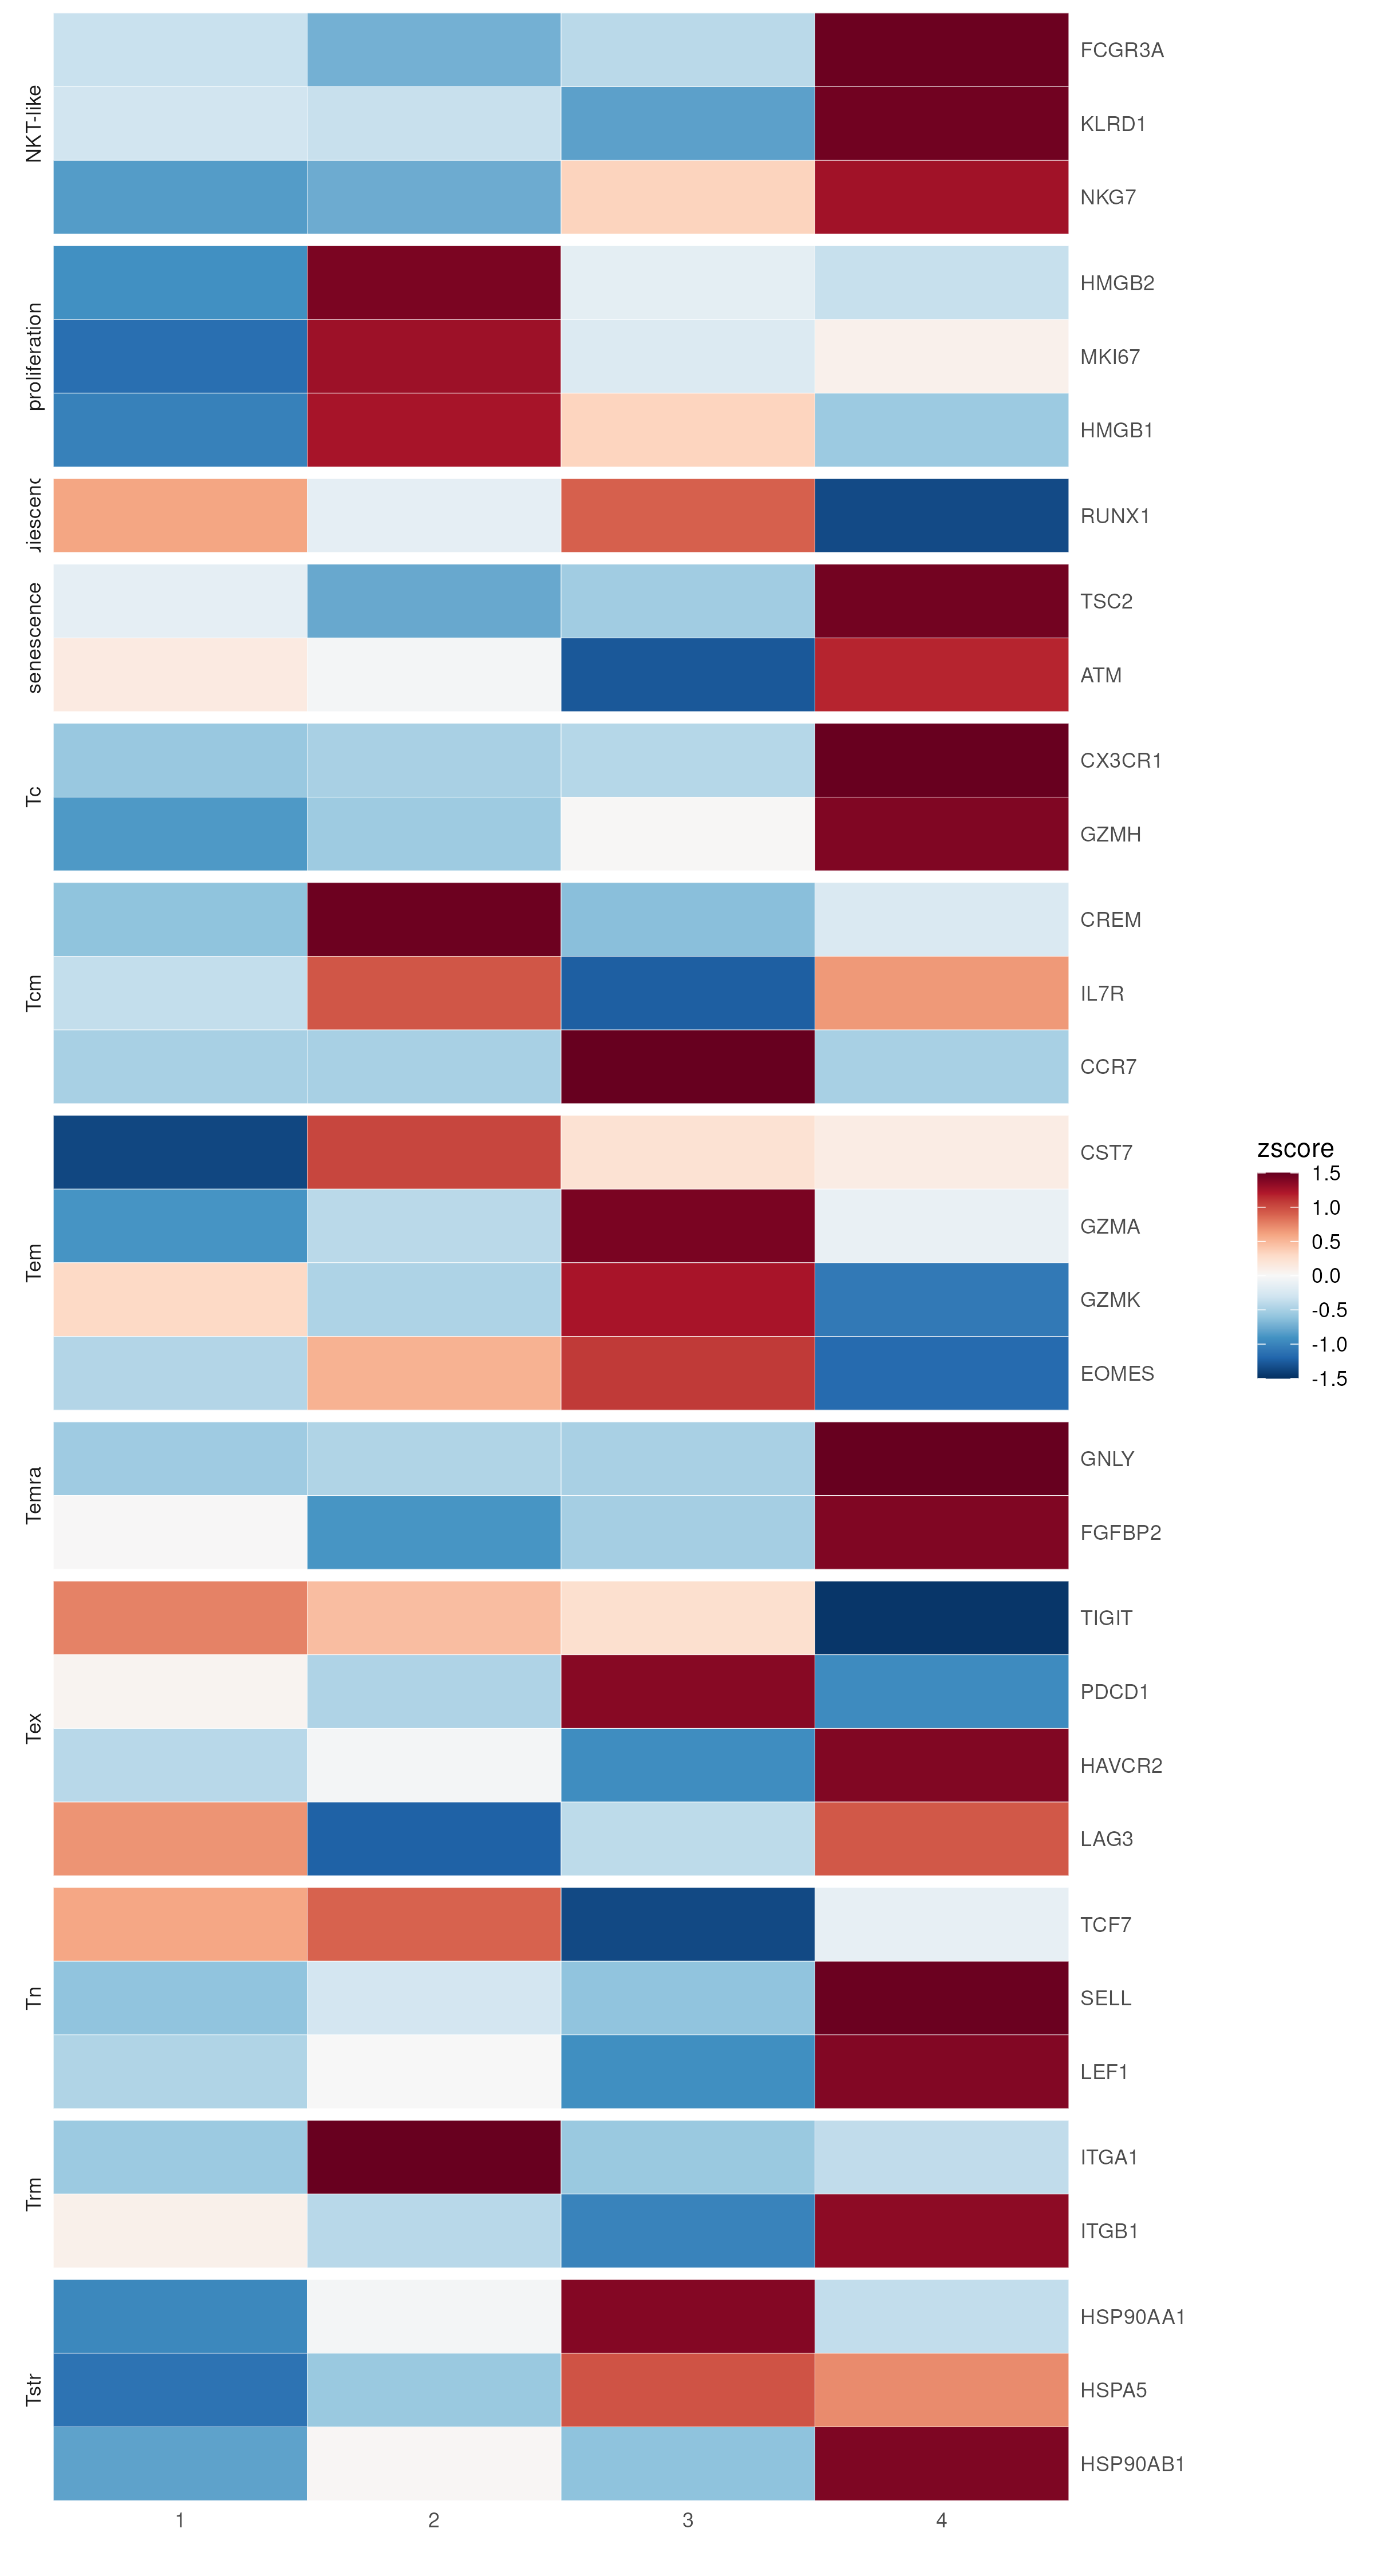 NKT-like
FCGR3A
KLRD1
NKG7
proliferation
HMGB2
MKI67
HMGB1
RUNX1
senescence
TSC2
ATM
Tc
CX3CR1
GZMH
Tcm
CREM
IL7R
CCR7
Tem
CST7
GZMA
GZMK
EOMES
Temra
GNLY
FGFBP2
Tex
TIGIT
PDCD1
HAVCR2
LAG3
Tn
TCF7
SELL
LEF1
Trm
ITGA1
ITGB1
Tstr
HSP90AA1
HSPA5
HSP90AB1
1 2 3 4
zscore
1.5
1.0
0.5
0.0
-0.5
-1.0
-1.5